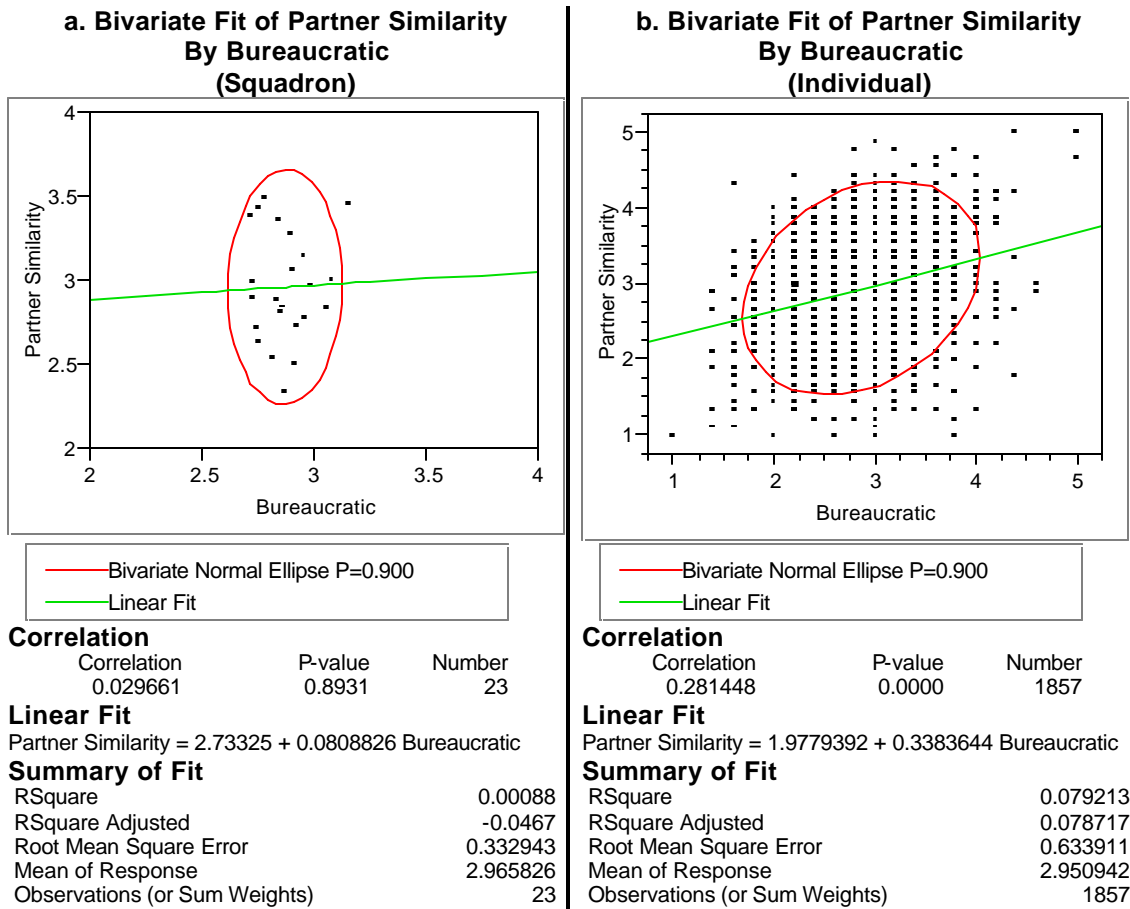 a. Bivariate Fit of Partner Similarity
By Bureaucratic
(Squadron)
4
3.5
3
2.5
2
Partner Similarity
2 2.5 3 3.5 4
Bureaucratic
Bivariate Normal Ellipse P=0.900
Linear Fit
Correlation
Correlation P-value Number
0.029661 0.8931 23
Linear Fit
Partner Similarity = 2.73325 + 0.0808826 Bureaucratic
Summary of Fit
RSquare 0.00088
RSquare Adjusted -0.0467
Root Mean Square Error 0.332943
Mean of Response 2.965826
Observations (or Sum Weights) 23
b. Bivariate Fit of Partner Similarity
By Bureaucratic
(Individual)
5
4
3
2
1
Partner Similarity
1 2 3 4 5
Bureaucratic
Bivariate Normal Ellipse P=0.900
Linear Fit
Correlation
Correlation P-value Number
0.281448 0.0000 1857
Linear Fit
Partner Similarity = 1.9779392 + 0.3383644 Bureaucratic
Summary of Fit
RSquare 0.079213
RSquare Adjusted 0.078717
Root Mean Square Error 0.633911
Mean of Response 2.950942
Observations (or Sum Weights) 1857